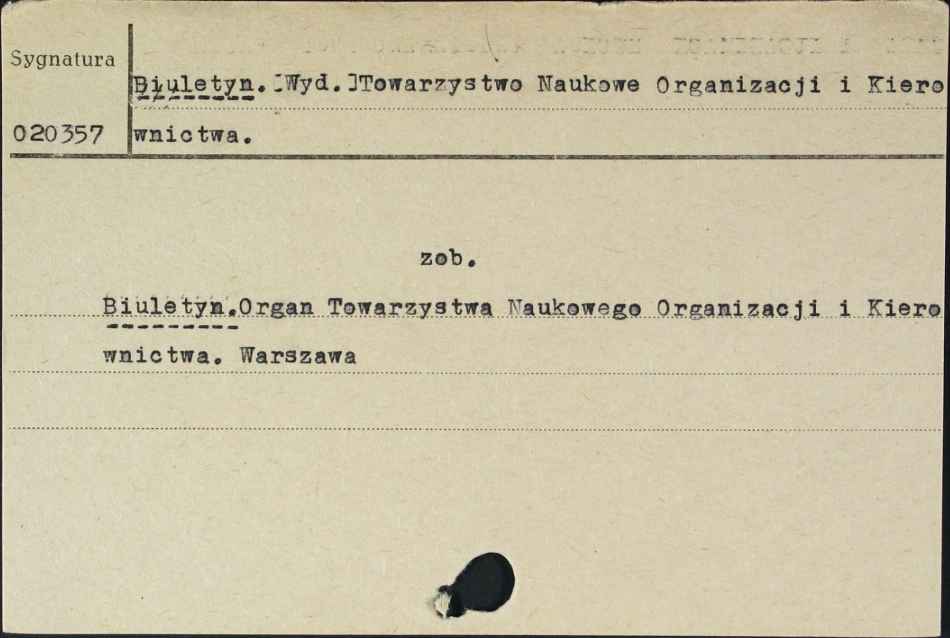 Sygnatura
Biuletyn. [Wyd.]Towarzystwo Naukowe Organizacji i Kiero
020357 wnictwa.
zob.
Biuletyn.Organ Towarzystwa Naukowego Organizacji i Kiero
wnictwa. Warszawa